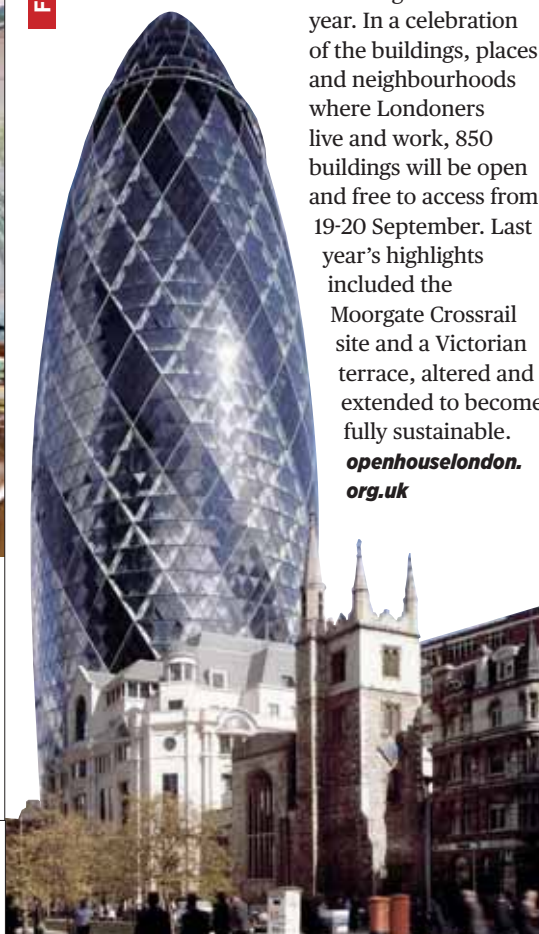 F
year. In a celebration
of the buildings, places
and neighbourhoods
where Londoners
live and work, 850
buildings will be open
and free to access from
19-20 September. Last
year’s highlights
included the
Moorgate Crossrail
site and a Victorian
terrace, altered and
extended to become
fully sustainable.
openhouselondon.
org.uk